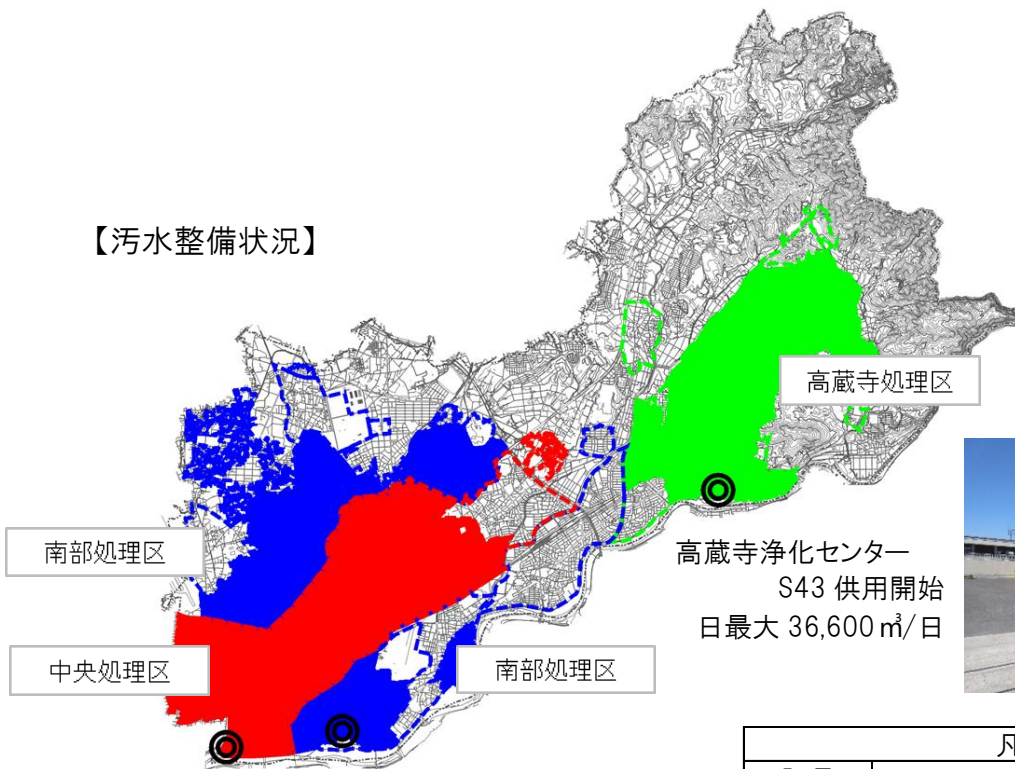 【汚水整備状況】
高蔵寺処理区
南部処理区
高蔵寺浄化センター
S43 供用開始
日最大 36,600㎥/日
中央処理区
南部処理区